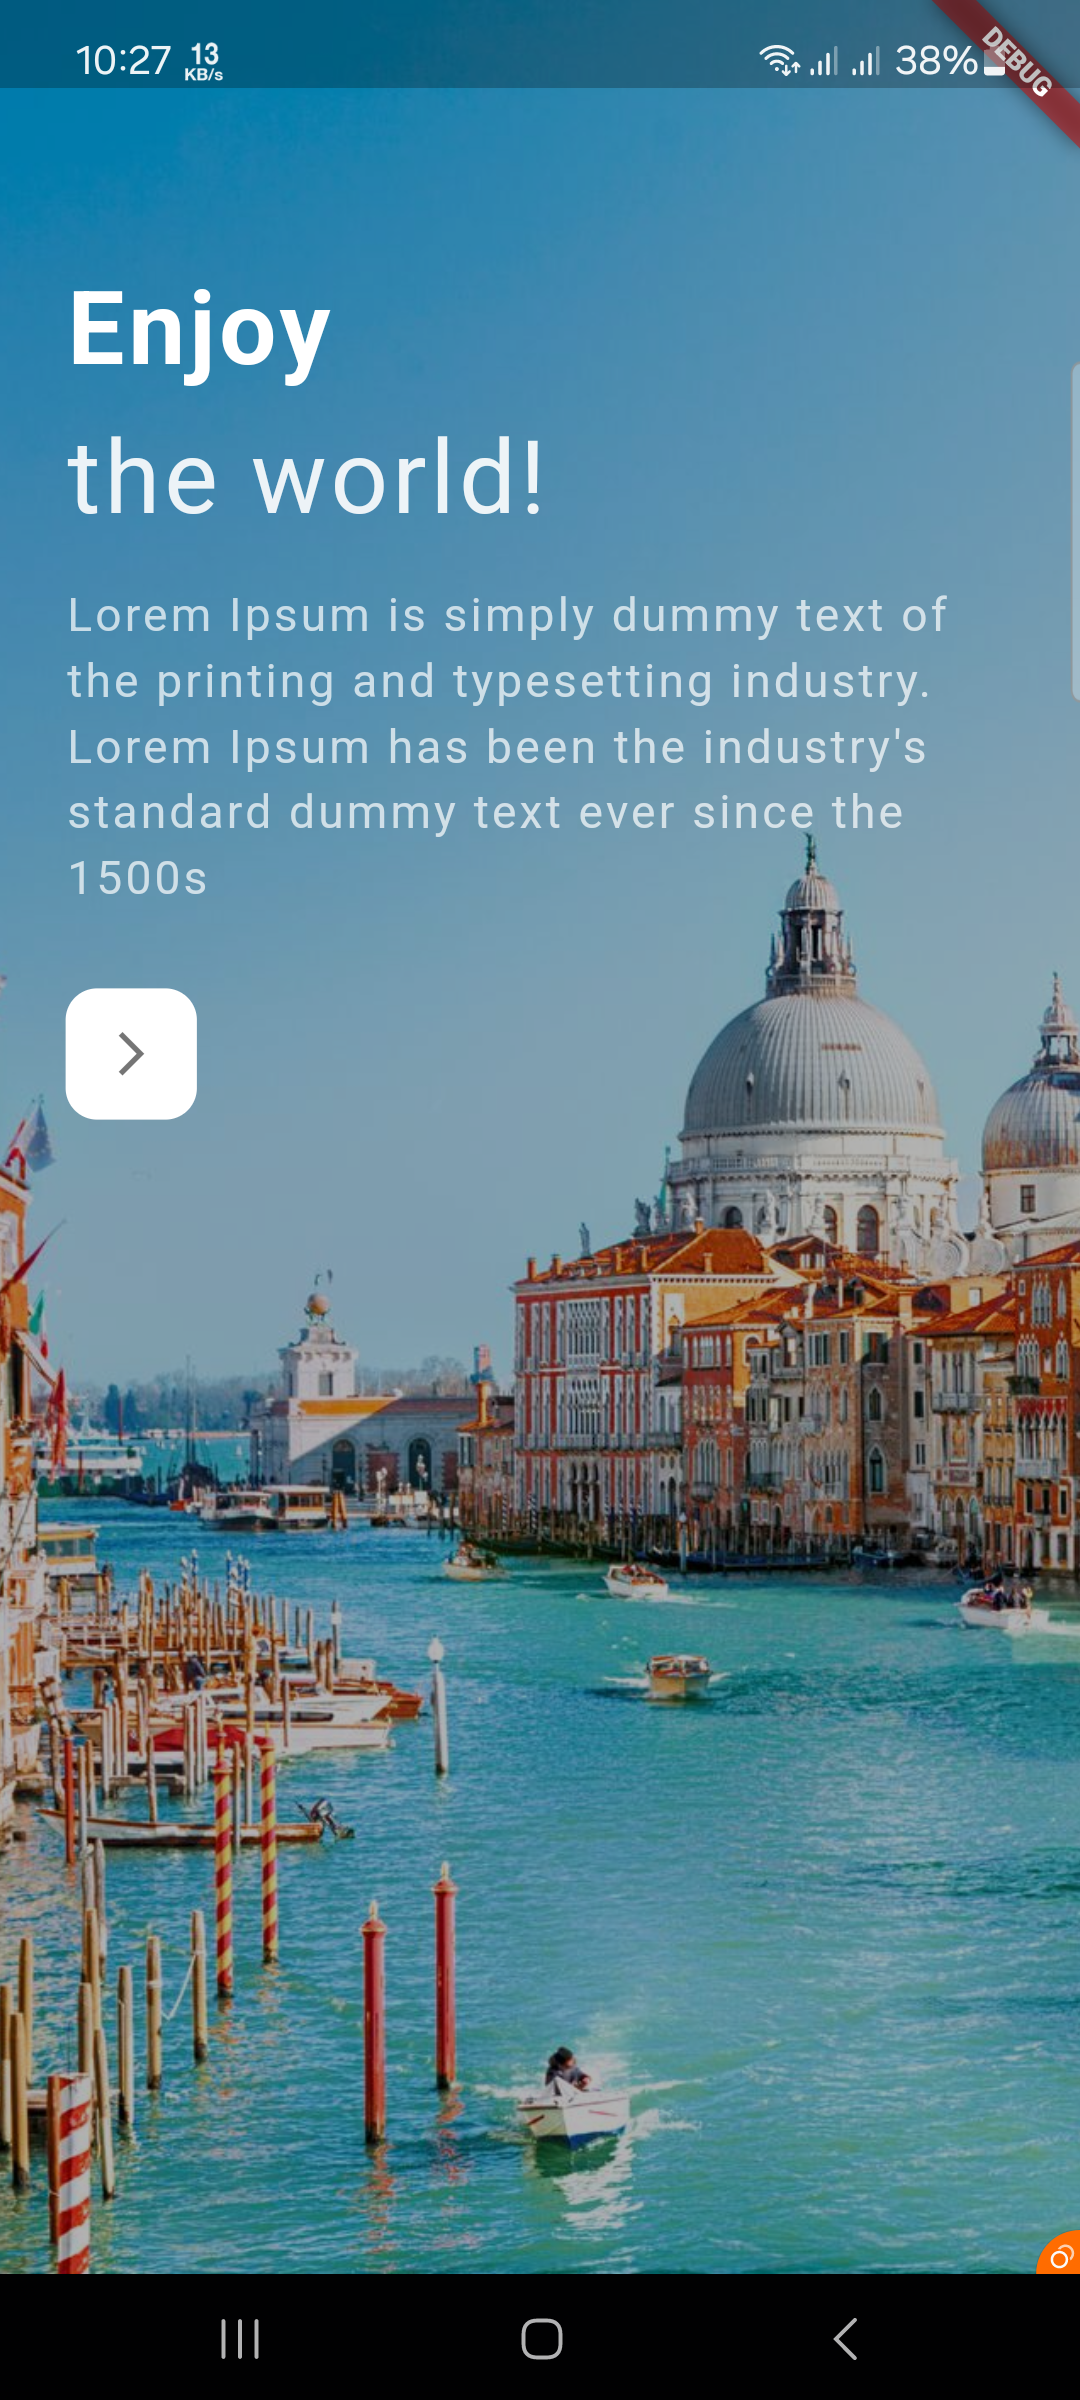 10:27 13 KB/s 38%
DEBUG
Enjoy
the world!
Lorem Ipsum is simply dummy text of
the printing and typesetting industry.
Lorem Ipsum has been the industry's
standard dummy text ever since the
1500s